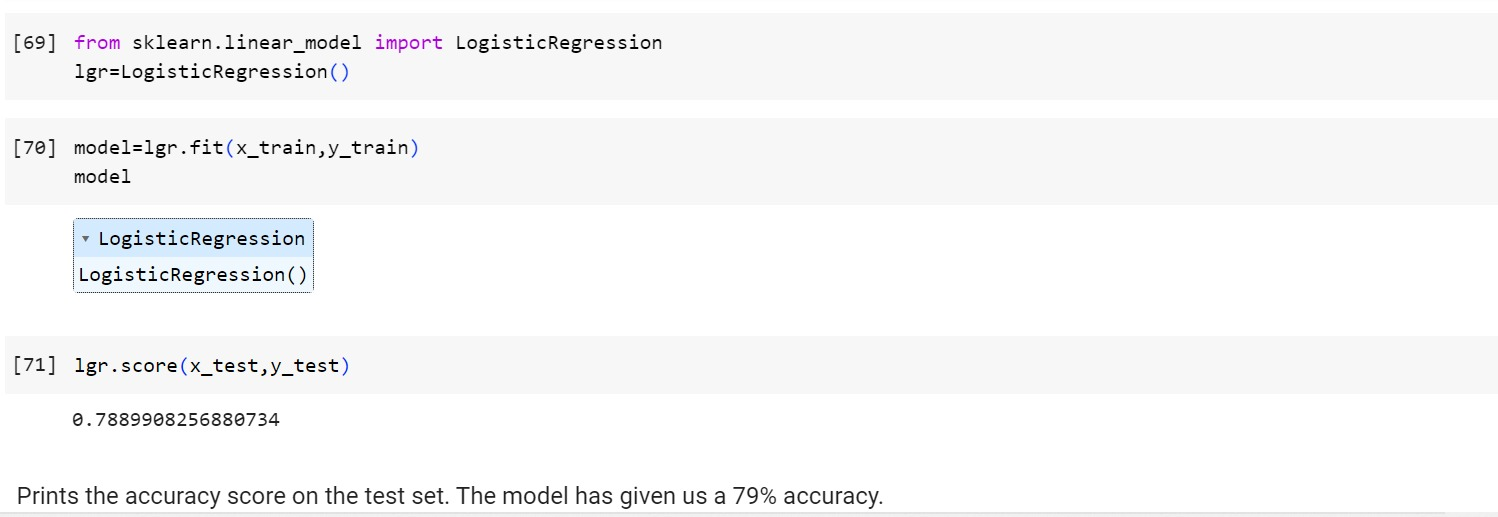 [69] from sklearn.linear_model import LogisticRegression
lgr=LogisticRegression()
[70] model=lgr.fit(x_train,y_train)
model
▾ LogisticRegression
LogisticRegression()
[71] lgr.score(x_test,y_test)
0.7889908256880734
Prints the accuracy score on the test set. The model has given us a 79% accuracy.